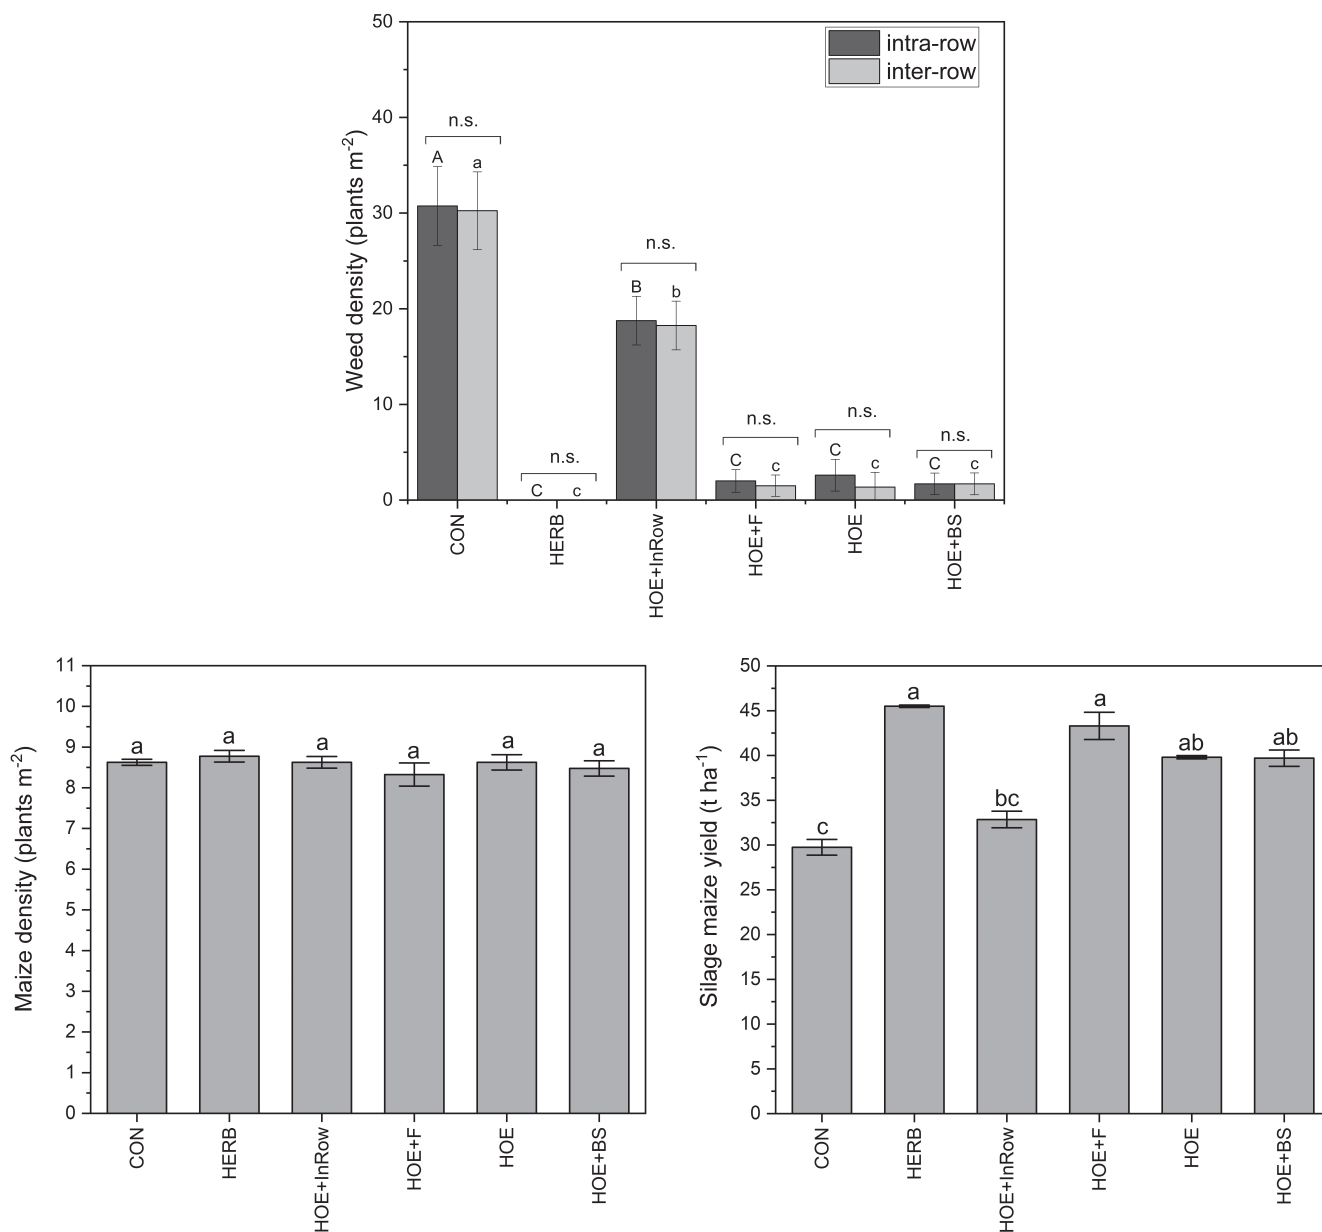 50
40
30
20
10
0
Weed density (plants m⁻²)
intra-row
inter-row
n.s.
A
a
n.s.
C
c
n.s.
B
b
n.s.
C
c
n.s.
C
c
n.s.
C
c
CON
HERB
HOE+InRow
HOE+F
HOE
HOE+BS
11
10
9
8
7
6
5
4
3
2
1
0
Maize density (plants m⁻²)
a
a
a
a
a
a
CON
HERB
HOE+InRow
HOE+F
HOE
HOE+BS
50
45
40
35
30
25
20
15
10
5
0
Silage maize yield (t ha⁻¹)
c
a
bc
a
ab
ab
CON
HERB
HOE+InRow
HOE+F
HOE
HOE+BS